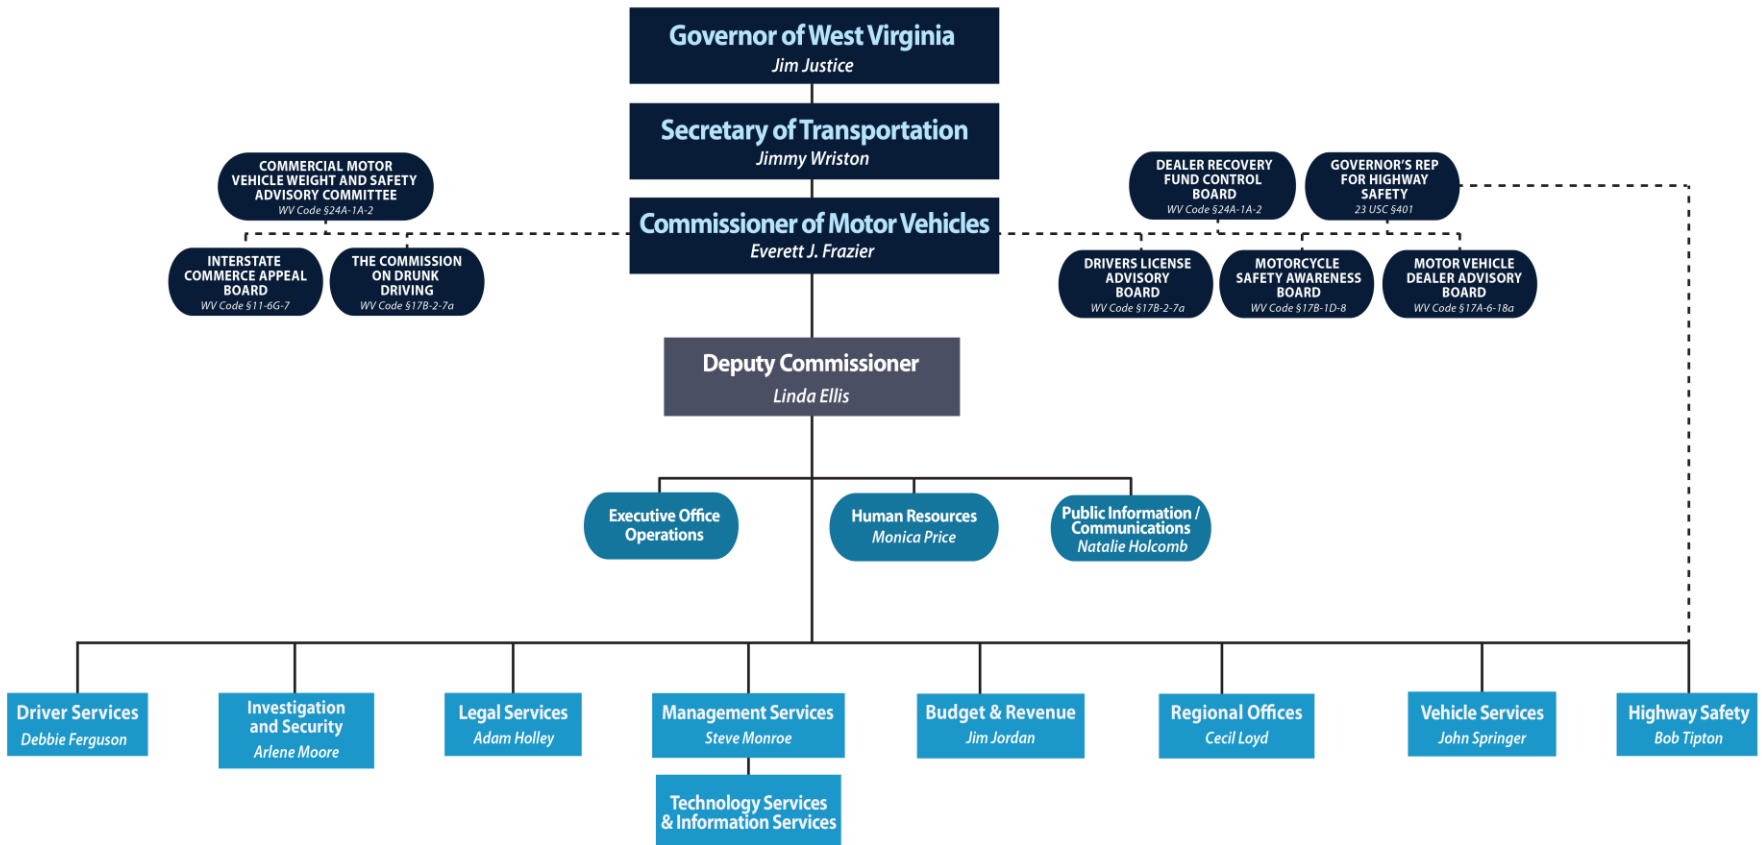 Governor of West Virginia
Jim Justice
Secretary of Transportation
Jimmy Wriston
Commissioner of Motor Vehicles
Everett J. Frazier
COMMERCIAL MOTOR
VEHICLE WEIGHT AND SAFETY
ADVISORY COMMITTEE
WV Code §24A-1A-2
INTERSTATE
COMMERCE APPEAL
BOARD
WV Code §11-6G-7
THE COMMISSION
ON DRUNK
DRIVING
WV Code §17B-2-7a
DEALER RECOVERY
FUND CONTROL
BOARD
WV Code §24A-1A-2
GOVERNOR'S REP
FOR HIGHWAY
SAFETY
23 USC §401
DRIVERS LICENSE
ADVISORY
BOARD
WV Code §17B-2-7a
MOTORCYCLE
SAFETY AWARENESS
BOARD
WV Code §17B-1D-8
MOTOR VEHICLE
DEALER ADVISORY
BOARD
WV Code §17A-6-18a
Deputy Commissioner
Linda Ellis
Executive Office
Operations
Human Resources
Monica Price
Public Information /
Communications
Natalie Holcomb
Driver Services
Debbie Ferguson
Investigation
and Security
Arlene Moore
Legal Services
Adam Holley
Management Services
Steve Monroe
Budget & Revenue
Jim Jordan
Regional Offices
Cecil Loyd
Vehicle Services
John Springer
Highway Safety
Bob Tipton
Technology Services
& Information Services